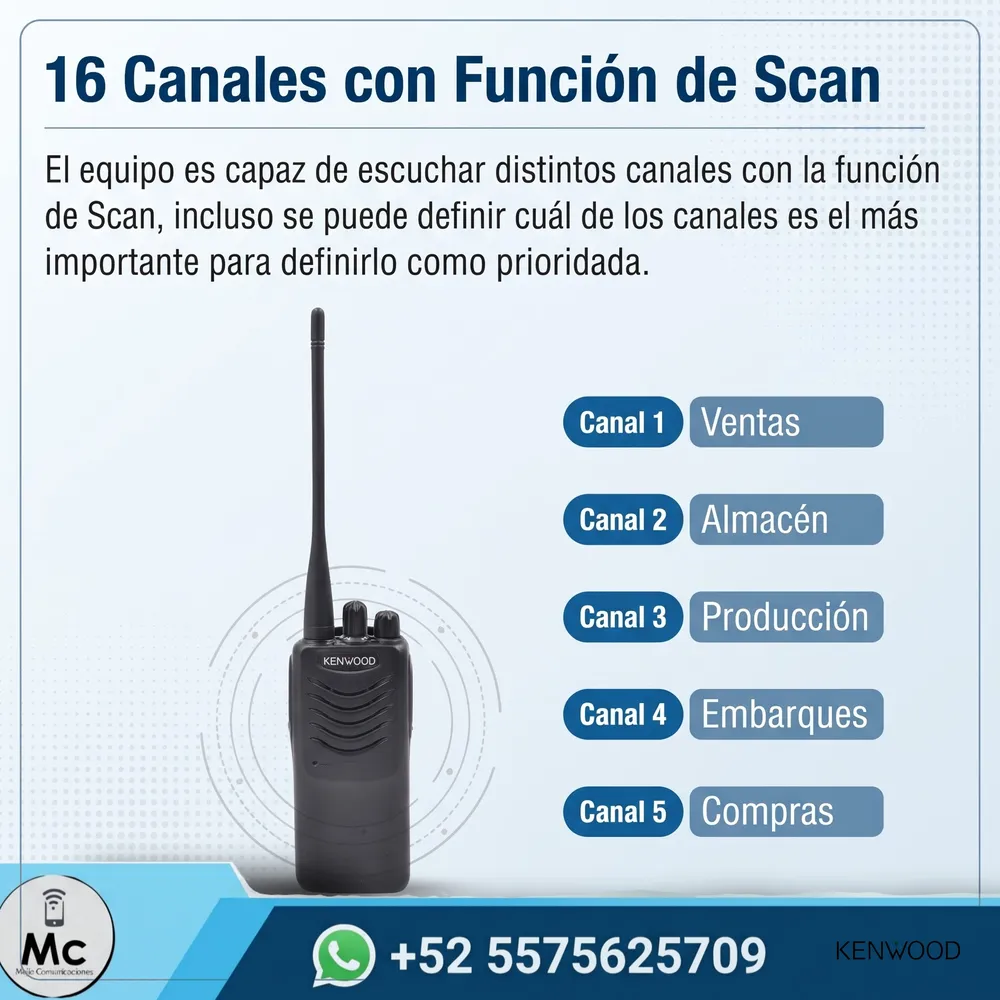 16 Canales con Función de Scan
El equipo es capaz de escuchar distintos canales con la función
de Scan, incluso se puede definir cuál de los canales es el más
importante para definirlo como prioridada.
KENWOOD
Canal 1 Ventas
Canal 2 Almacén
Canal 3 Producción
Canal 4 Embarques
Canal 5 Compras
Mc
Comunicaciones
+52 5575625709
KENWOOD